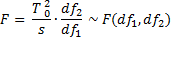 F = \frac{T_0^2}{s} \cdot \frac{df_2}{df_1} \sim F(df_1, df_2)